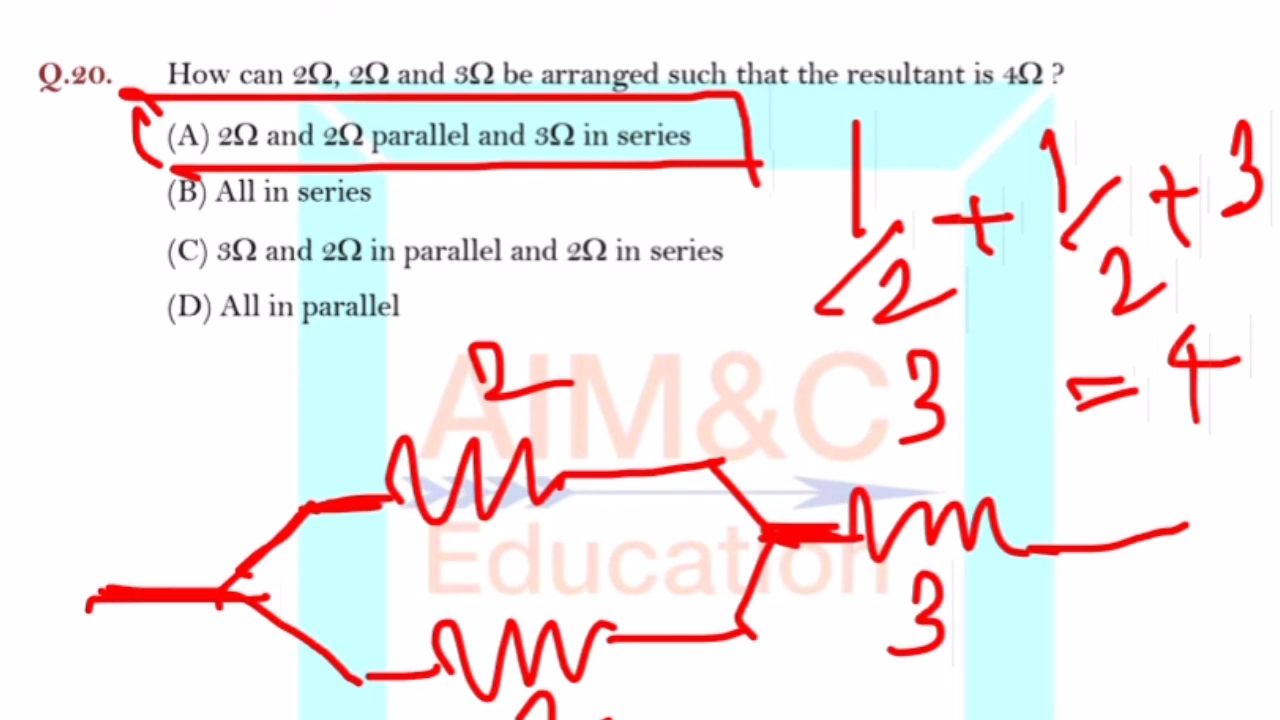 Q.20. How can 2Ω, 2Ω and 3Ω be arranged such that the resultant is 4Ω ?
(A) 2Ω and 2Ω parallel and 3Ω in series
(B) All in series
(C) 3Ω and 2Ω in parallel and 2Ω in series
(D) All in parallel
1/2 + 1/2 + 3
= 4
2
3
AIM&C
Education
3